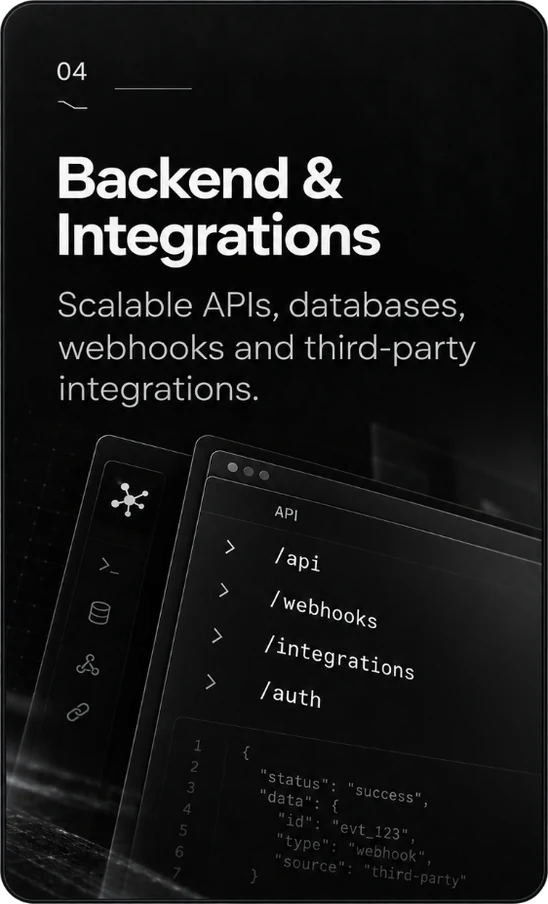 04
Backend &
Integrations
Scalable APIs, databases,
webhooks and third-party
integrations.
API
/api
/webhooks
/integrations
/auth
1 {
2 "status": "success",
3 "data": {
4 "id": "evt_123",
5 "type": "webhook",
6 "source": "third-party"
7 }